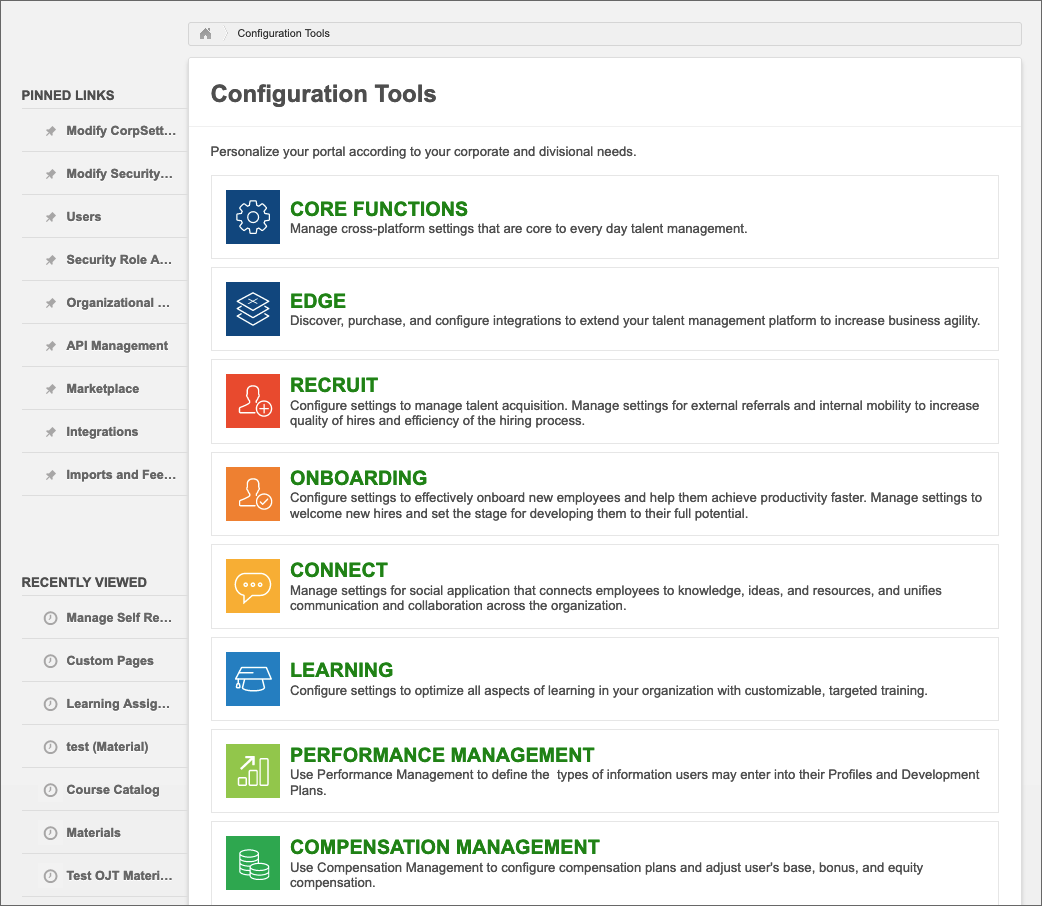 Configuration Tools
PINNED LINKS
Modify CorpSett...
Modify Security...
Users
Security Role A...
Organizational ...
API Management
Marketplace
Integrations
Imports and Fee...
RECENTLY VIEWED
Manage Self Re...
Custom Pages
Learning Assig...
test (Material)
Course Catalog
Materials
Test OJT Materi...
Configuration Tools
Personalize your portal according to your corporate and divisional needs.
CORE FUNCTIONS
Manage cross-platform settings that are core to every day talent management.
EDGE
Discover, purchase, and configure integrations to extend your talent management platform to increase business agility.
RECRUIT
Configure settings to manage talent acquisition. Manage settings for external referrals and internal mobility to increase
quality of hires and efficiency of the hiring process.
ONBOARDING
Configure settings to effectively onboard new employees and help them achieve productivity faster. Manage settings to
welcome new hires and set the stage for developing them to their full potential.
CONNECT
Manage settings for social application that connects employees to knowledge, ideas, and resources, and unifies
communication and collaboration across the organization.
LEARNING
Configure settings to optimize all aspects of learning in your organization with customizable, targeted training.
PERFORMANCE MANAGEMENT
Use Performance Management to define the  types of information users may enter into their Profiles and Development
Plans.
COMPENSATION MANAGEMENT
Use Compensation Management to configure compensation plans and adjust user's base, bonus, and equity
compensation.